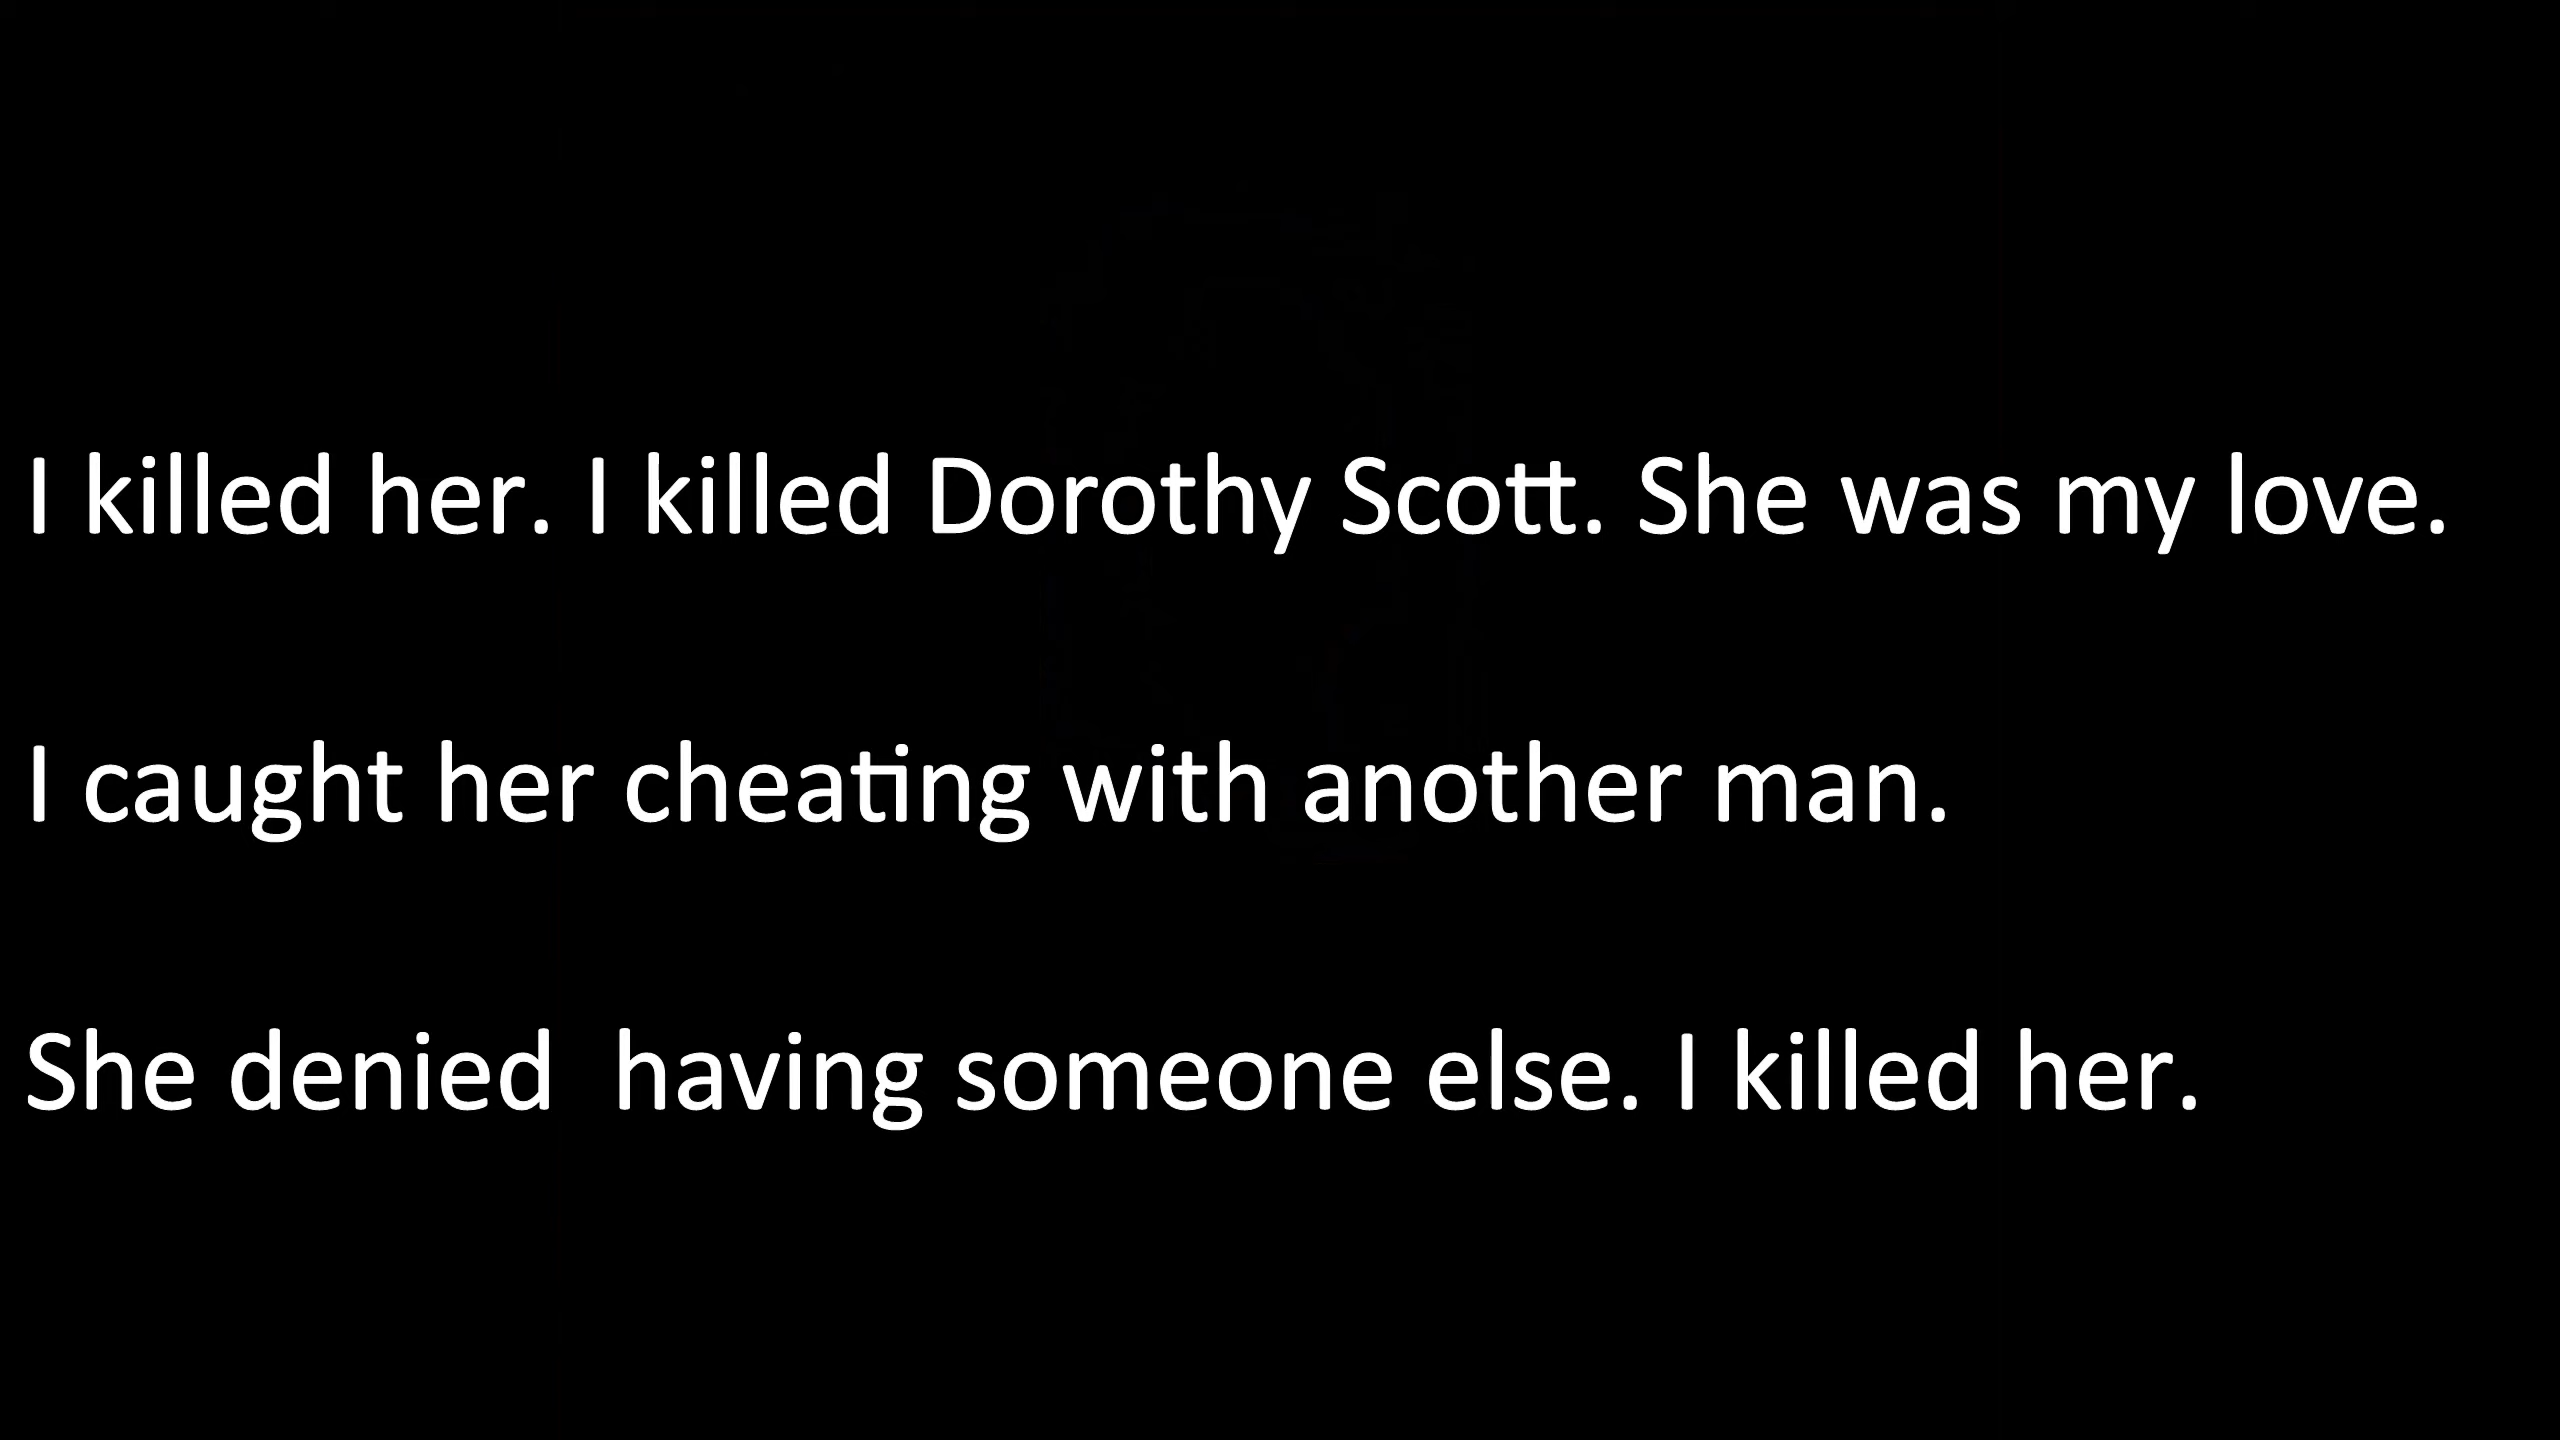 I killed her. I killed Dorothy Scott. She was my love.
I caught her cheating with another man.
She denied  having someone else. I killed her.